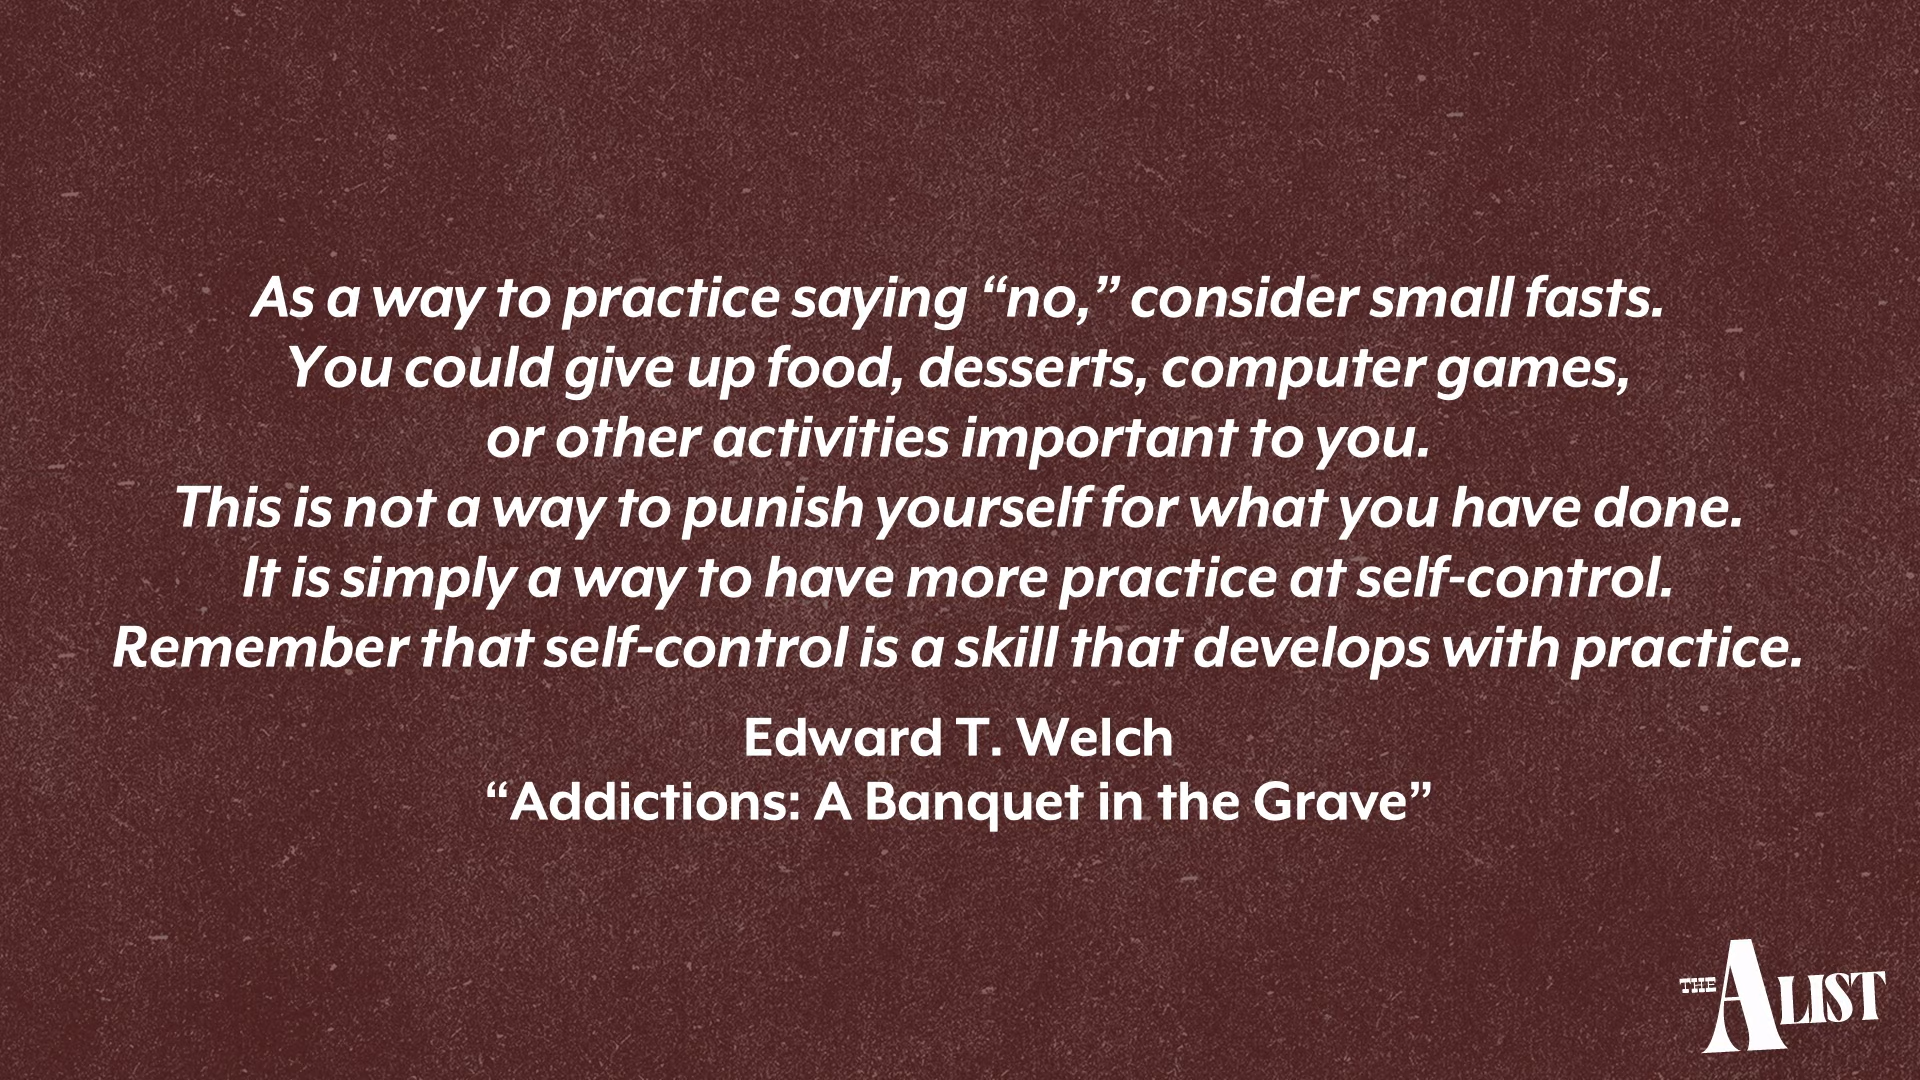 As a way to practice saying “no,” consider small fasts.
You could give up food, desserts, computer games,
or other activities important to you.
This is not a way to punish yourself for what you have done.
It is simply a way to have more practice at self-control.
Remember that self-control is a skill that develops with practice.
Edward T. Welch
“Addictions: A Banquet in the Grave”
THE A LIST